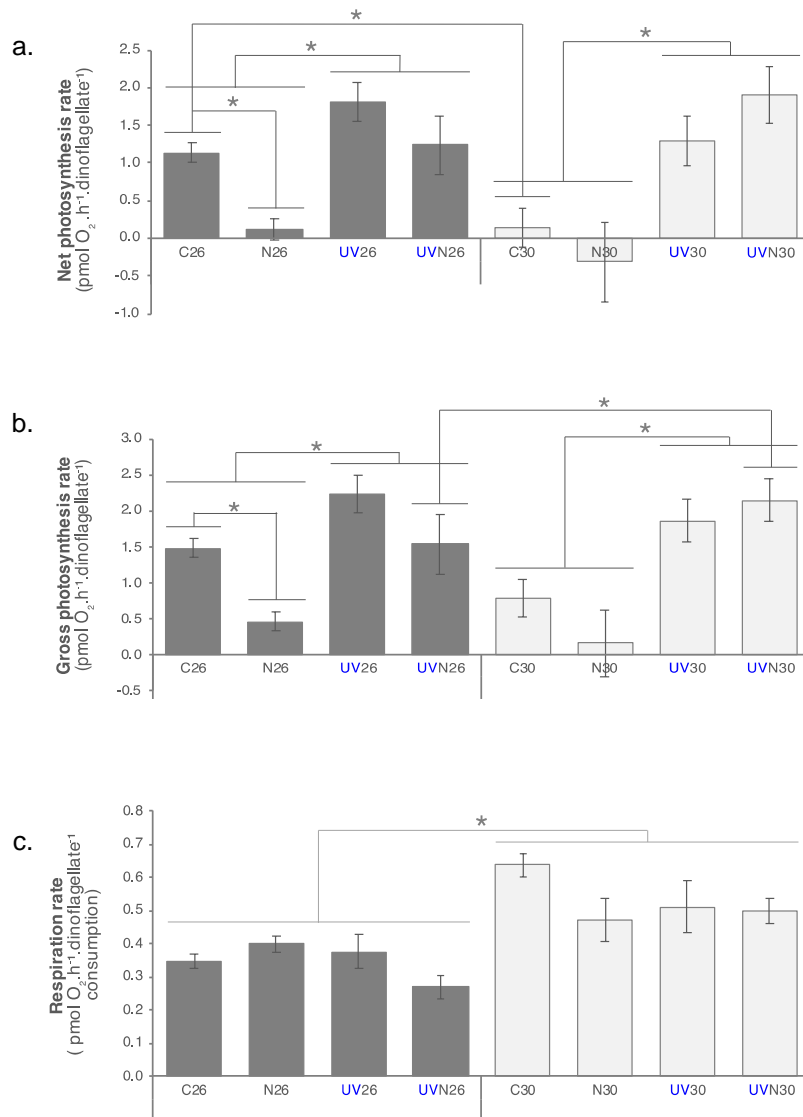 a.
*
*
*
*
Net photosynthesis rate
(pmol O₂.h⁻¹.dinoflagellate⁻¹)
2.5
2.0
1.5
1.0
0.5
0.0
-0.5
-1.0
C26 N26 UV26 UVN26 C30 N30 UV30 UVN30
b.
*
*
*
*
Gross photosynthesis rate
(pmol O₂.h⁻¹.dinoflagellate⁻¹)
3.0
2.5
2.0
1.5
1.0
0.5
0.0
-0.5
C26 N26 UV26 UVN26 C30 N30 UV30 UVN30
c.
*
Respiration rate
( pmol O₂.h⁻¹.dinoflagellate⁻¹
consumption)
0.8
0.7
0.6
0.5
0.4
0.3
0.2
0.1
0.0
C26 N26 UV26 UVN26 C30 N30 UV30 UVN30